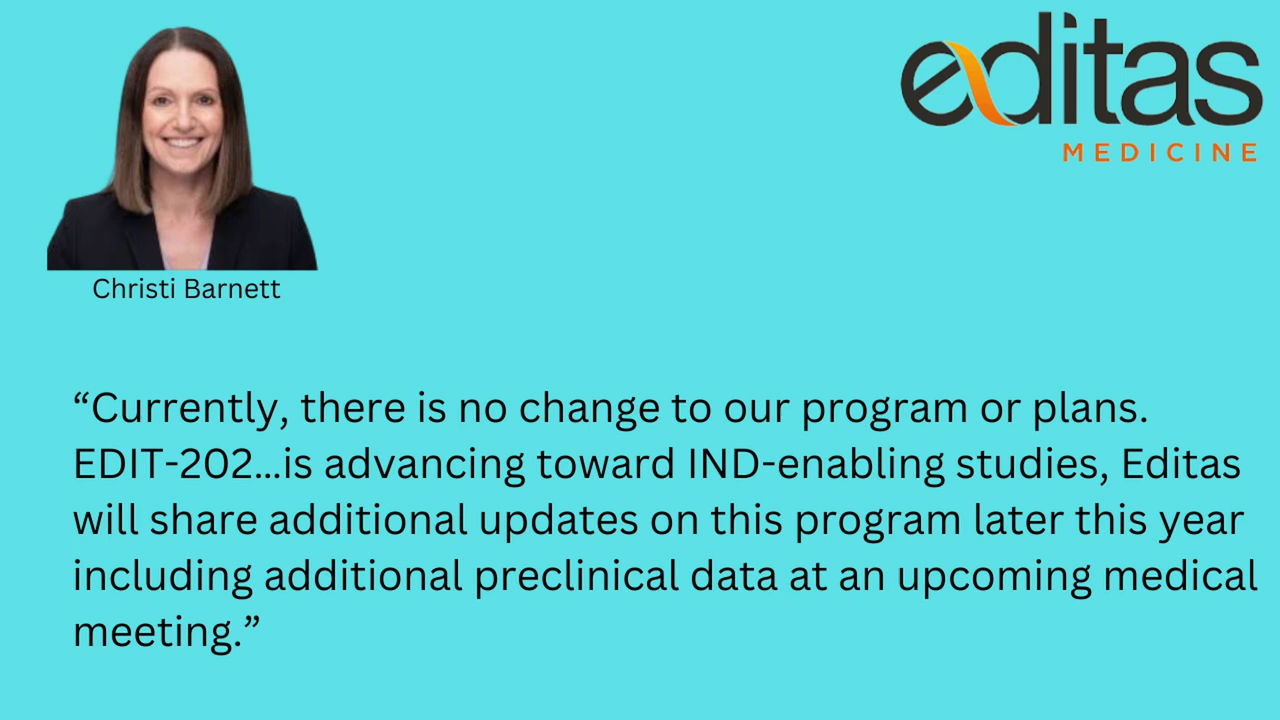 editas
MEDICINE
Christi Barnett
“Currently, there is no change to our program or plans.
EDIT-202...is advancing toward IND-enabling studies, Editas
will share additional updates on this program later this year
including additional preclinical data at an upcoming medical
meeting.”